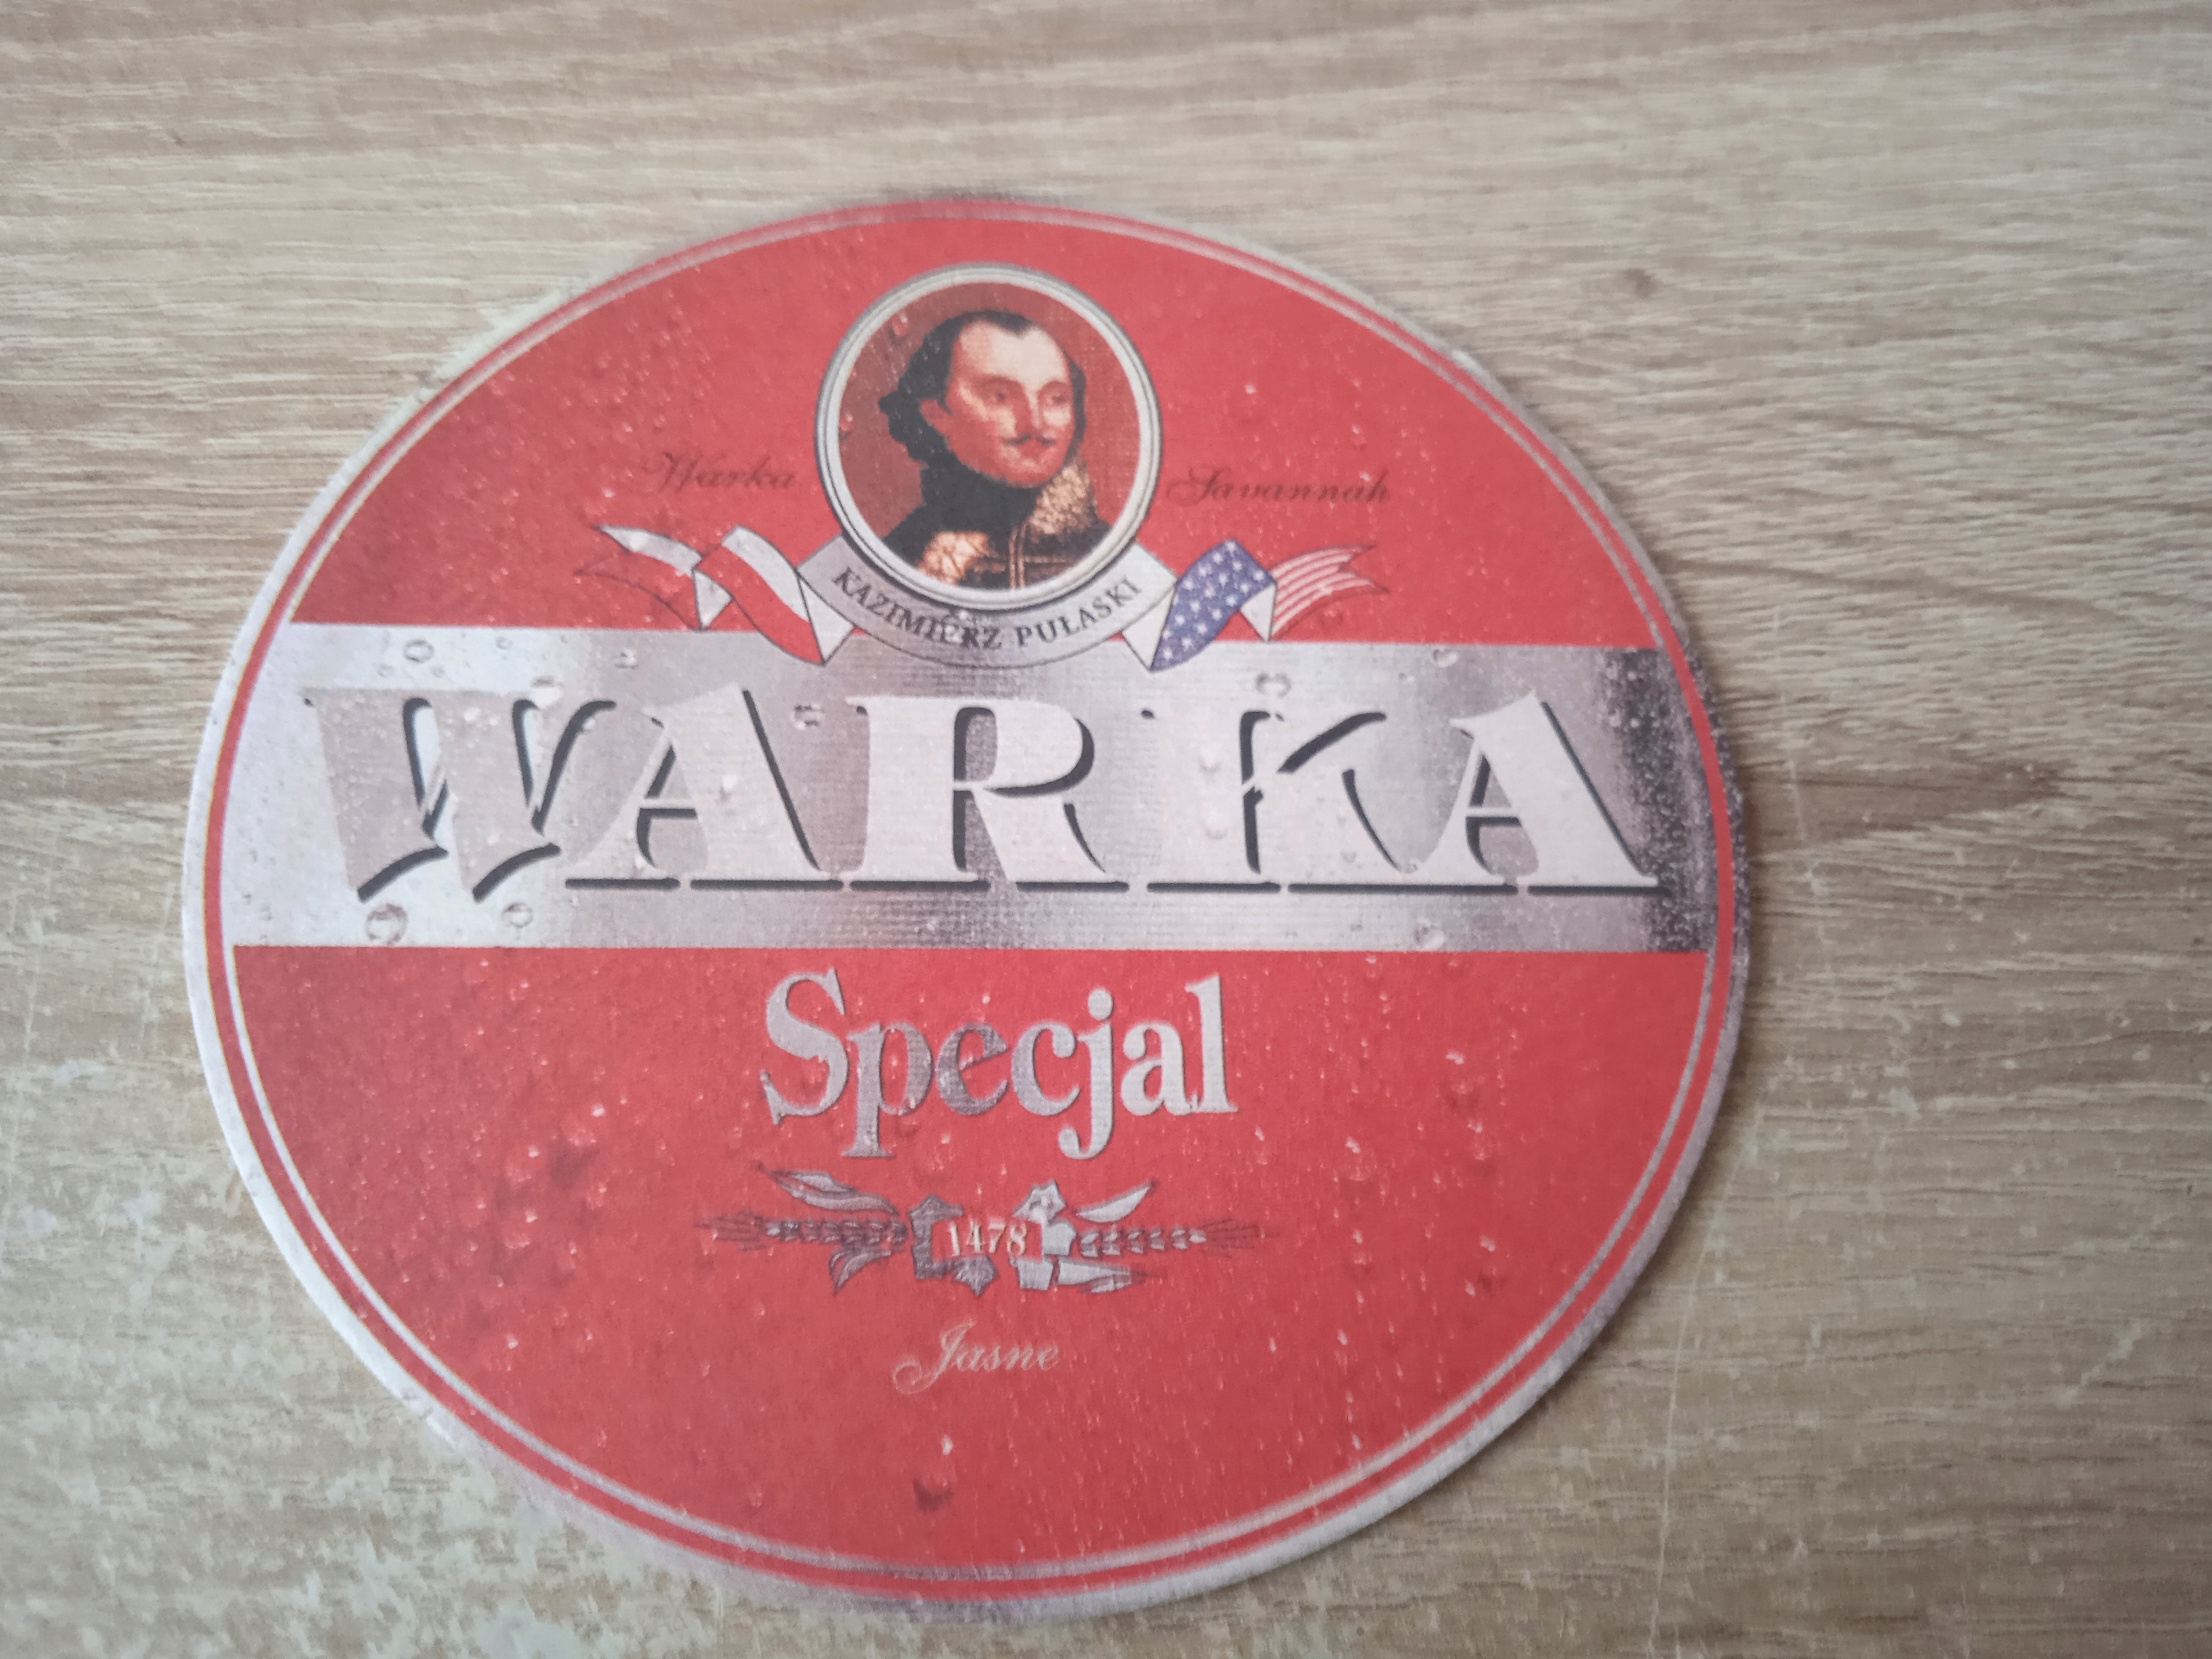 Warka Savannah
KAZIMIERZ PUŁASKI
WARKA
Specjal
1478
Jasne